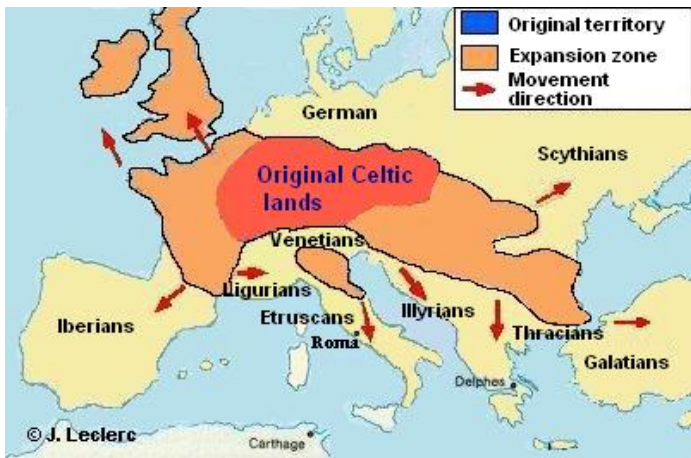 Original territory
Expansion zone
Movement
direction
German
Scythians
Original Celtic
lands
Venetians
Ligurians
Iberians
Etruscans
Illyrians
Roma
Thracians
Galatians
Delphes
© J. Leclerc
Carthage